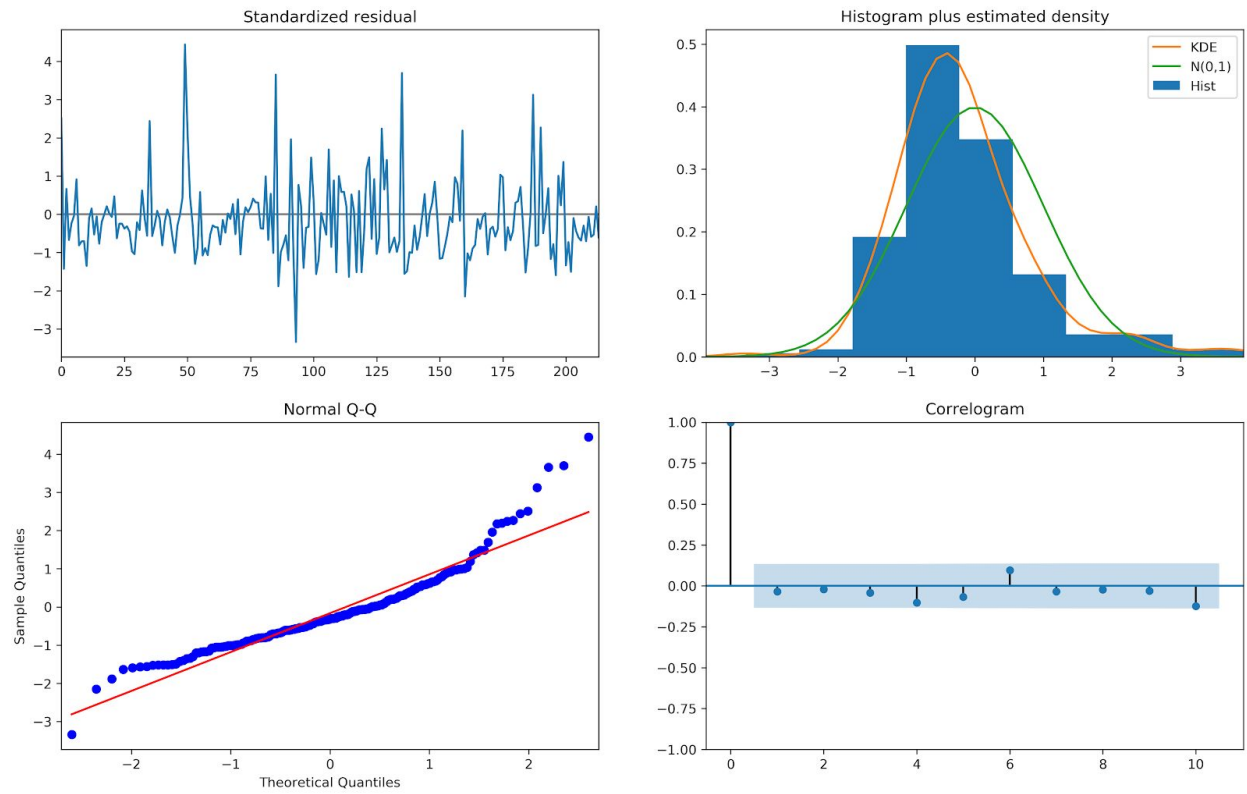 Standardized residual
4
3
2
1
0
−1
−2
−3
0 25 50 75 100 125 150 175 200
Histogram plus estimated density
KDE
N(0,1)
Hist
0.5
0.4
0.3
0.2
0.1
0.0
−3 −2 −1 0 1 2 3
Normal Q-Q
Sample Quantiles
4
3
2
1
0
−1
−2
−3
−2 −1 0 1 2
Theoretical Quantiles
Correlogram
1.00
0.75
0.50
0.25
0.00
−0.25
−0.50
−0.75
−1.00
0 2 4 6 8 10